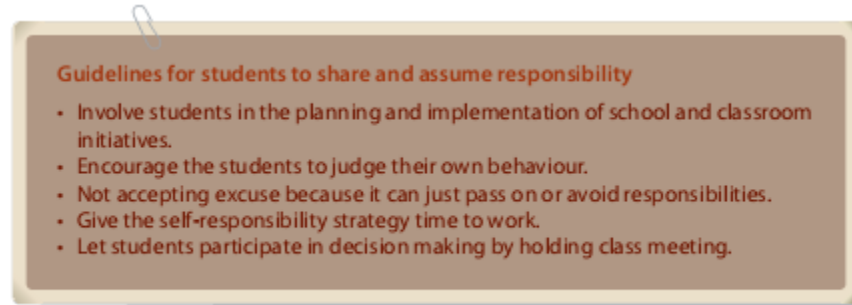 Guidelines for students to share and assume responsibility
• Involve students in the planning and implementation of school and classroom
initiatives.
• Encourage the students to judge their own behaviour.
• Not accepting excuse because it can just pass on or avoid responsibilities.
• Give the self-responsibility strategy time to work.
• Let students participate in decision making by holding class meeting.